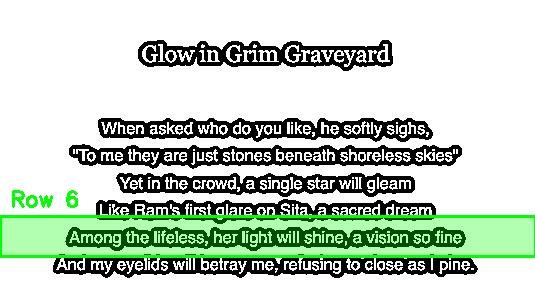 Glow in Grim Graveyard
When asked who do you like, he softly sighs,
"To me they are just stones beneath shoreless skies"
Yet in the crowd, a single star will gleam
Like Ram's first glare on Sita, a sacred dream
Row 6
Among the lifeless, her light will shine, a vision so fine
And my eyelids will betray me, refusing to close as I pine.